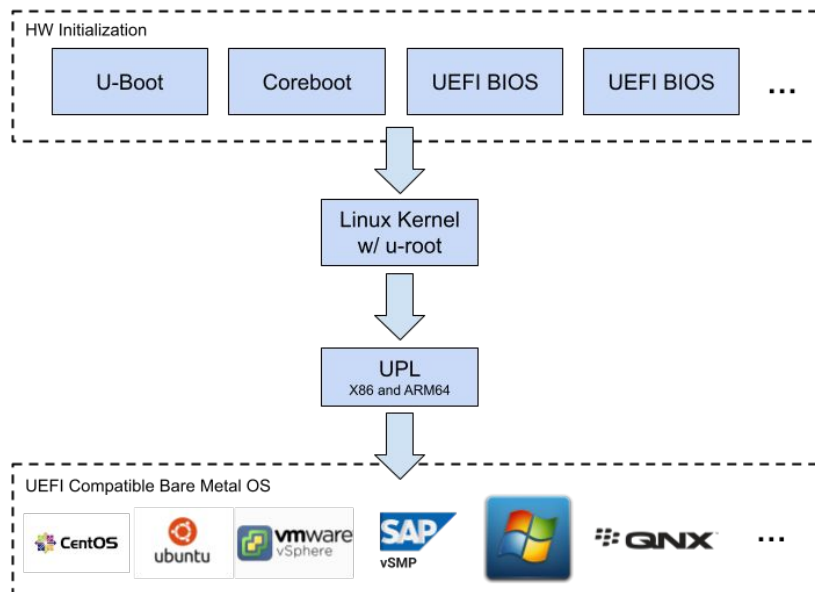 HW Initialization
U-Boot
Coreboot
UEFI BIOS
UEFI BIOS
...
Linux Kernel
w/ u-root
UPL
X86 and ARM64
UEFI Compatible Bare Metal OS
CentOS
ubuntu
vmware
vSphere
SAP
vSMP
QNX
...